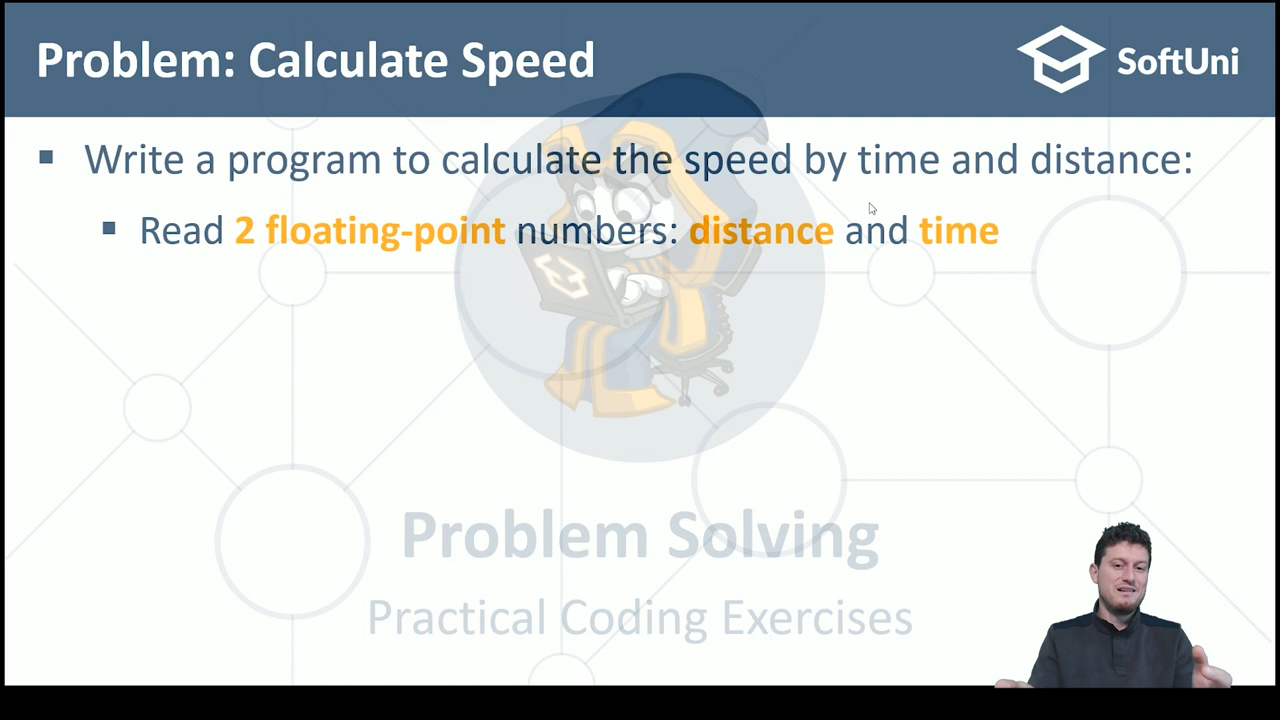 Problem: Calculate Speed
SoftUni
▪ Write a program to calculate the speed by time and distance:
▪ Read 2 floating-point numbers: distance and time
Problem Solving
Practical Coding Exercises